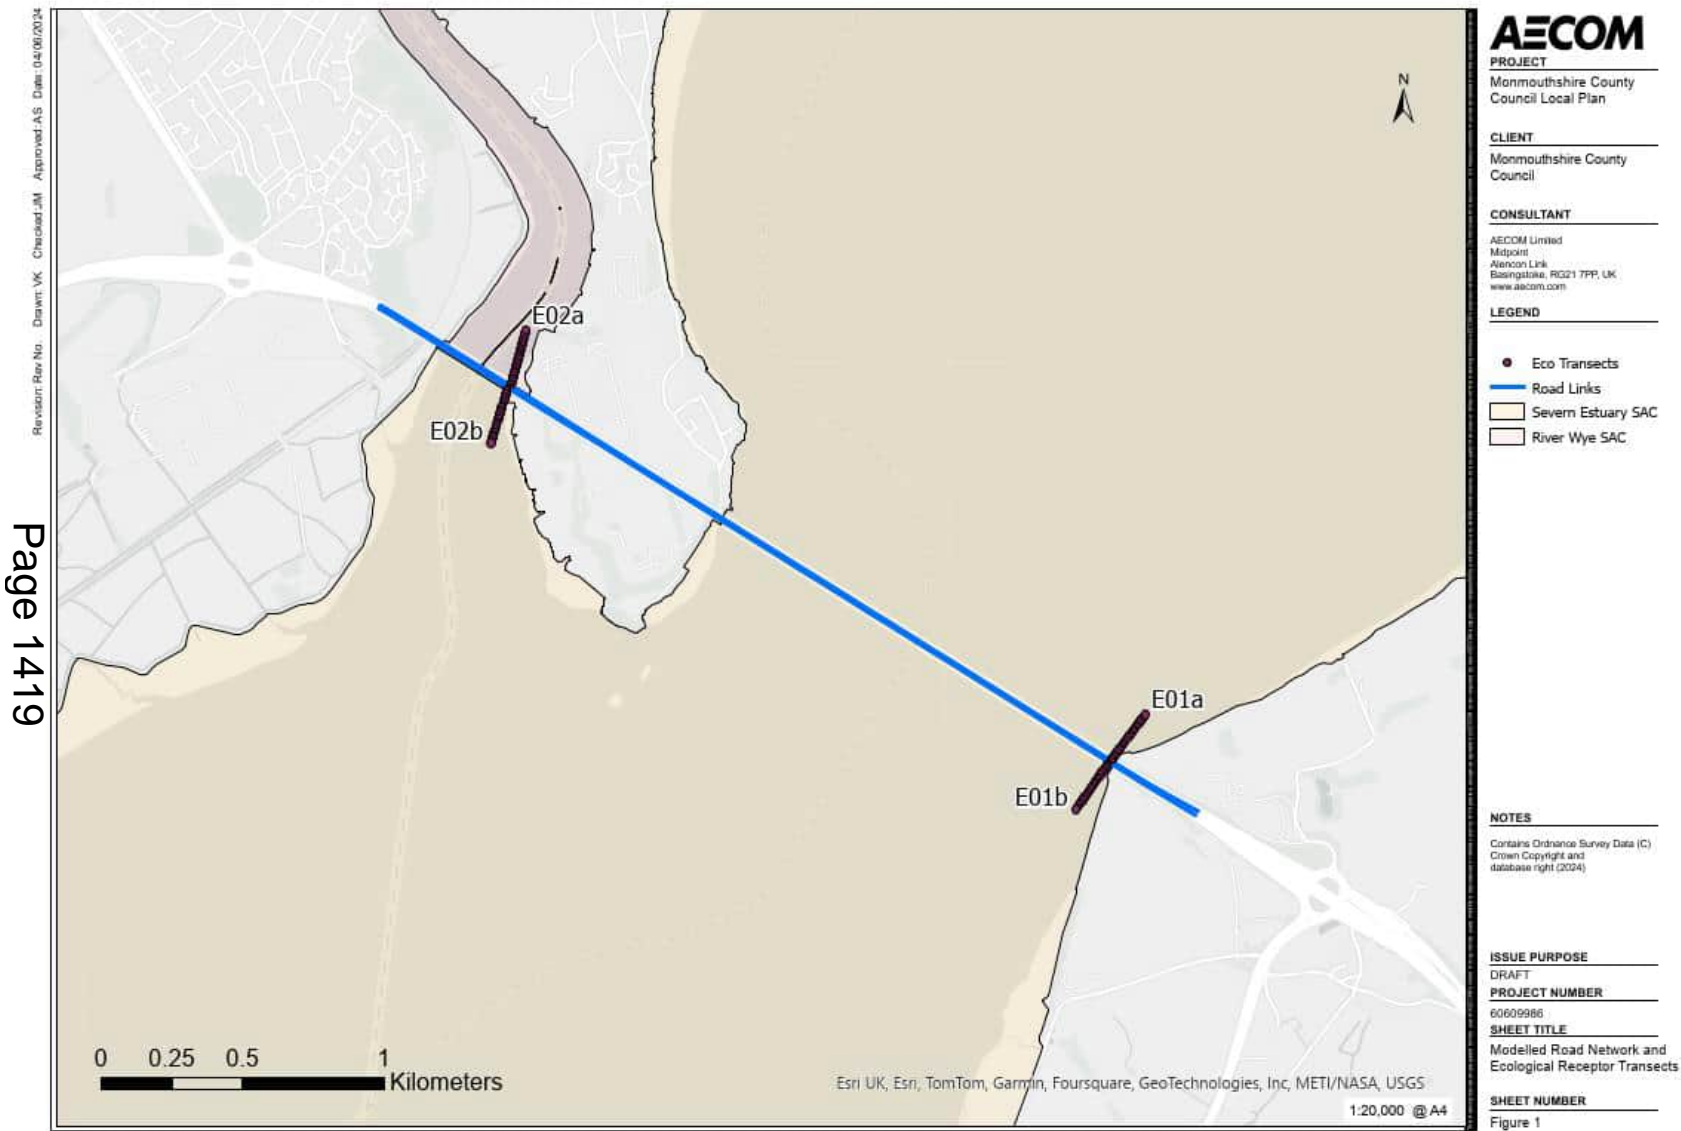 Revision: Rev No. Drawn: VK Checked: JM Approved: AS Date: 04/06/2024
Page 1419
E02a
E02b
E01a
E01b
N
0 0.25 0.5 1
Kilometers
Esri UK, Esri, TomTom, Garmin, Foursquare, GeoTechnologies, Inc, METI/NASA, USGS
1:20,000 @ A4
AECOM
PROJECT
Monmouthshire County
Council Local Plan
CLIENT
Monmouthshire County
Council
CONSULTANT
AECOM Limited
Midpoint
Alencon Link
Basingstoke, RG21 7PP, UK
www.aecom.com
LEGEND
Eco Transects
Road Links
Severn Estuary SAC
River Wye SAC
NOTES
Contains Ordnance Survey Data (C)
Crown Copyright and
database right (2024)
ISSUE PURPOSE
DRAFT
PROJECT NUMBER
60609986
SHEET TITLE
Modelled Road Network and
Ecological Receptor Transects
SHEET NUMBER
Figure 1